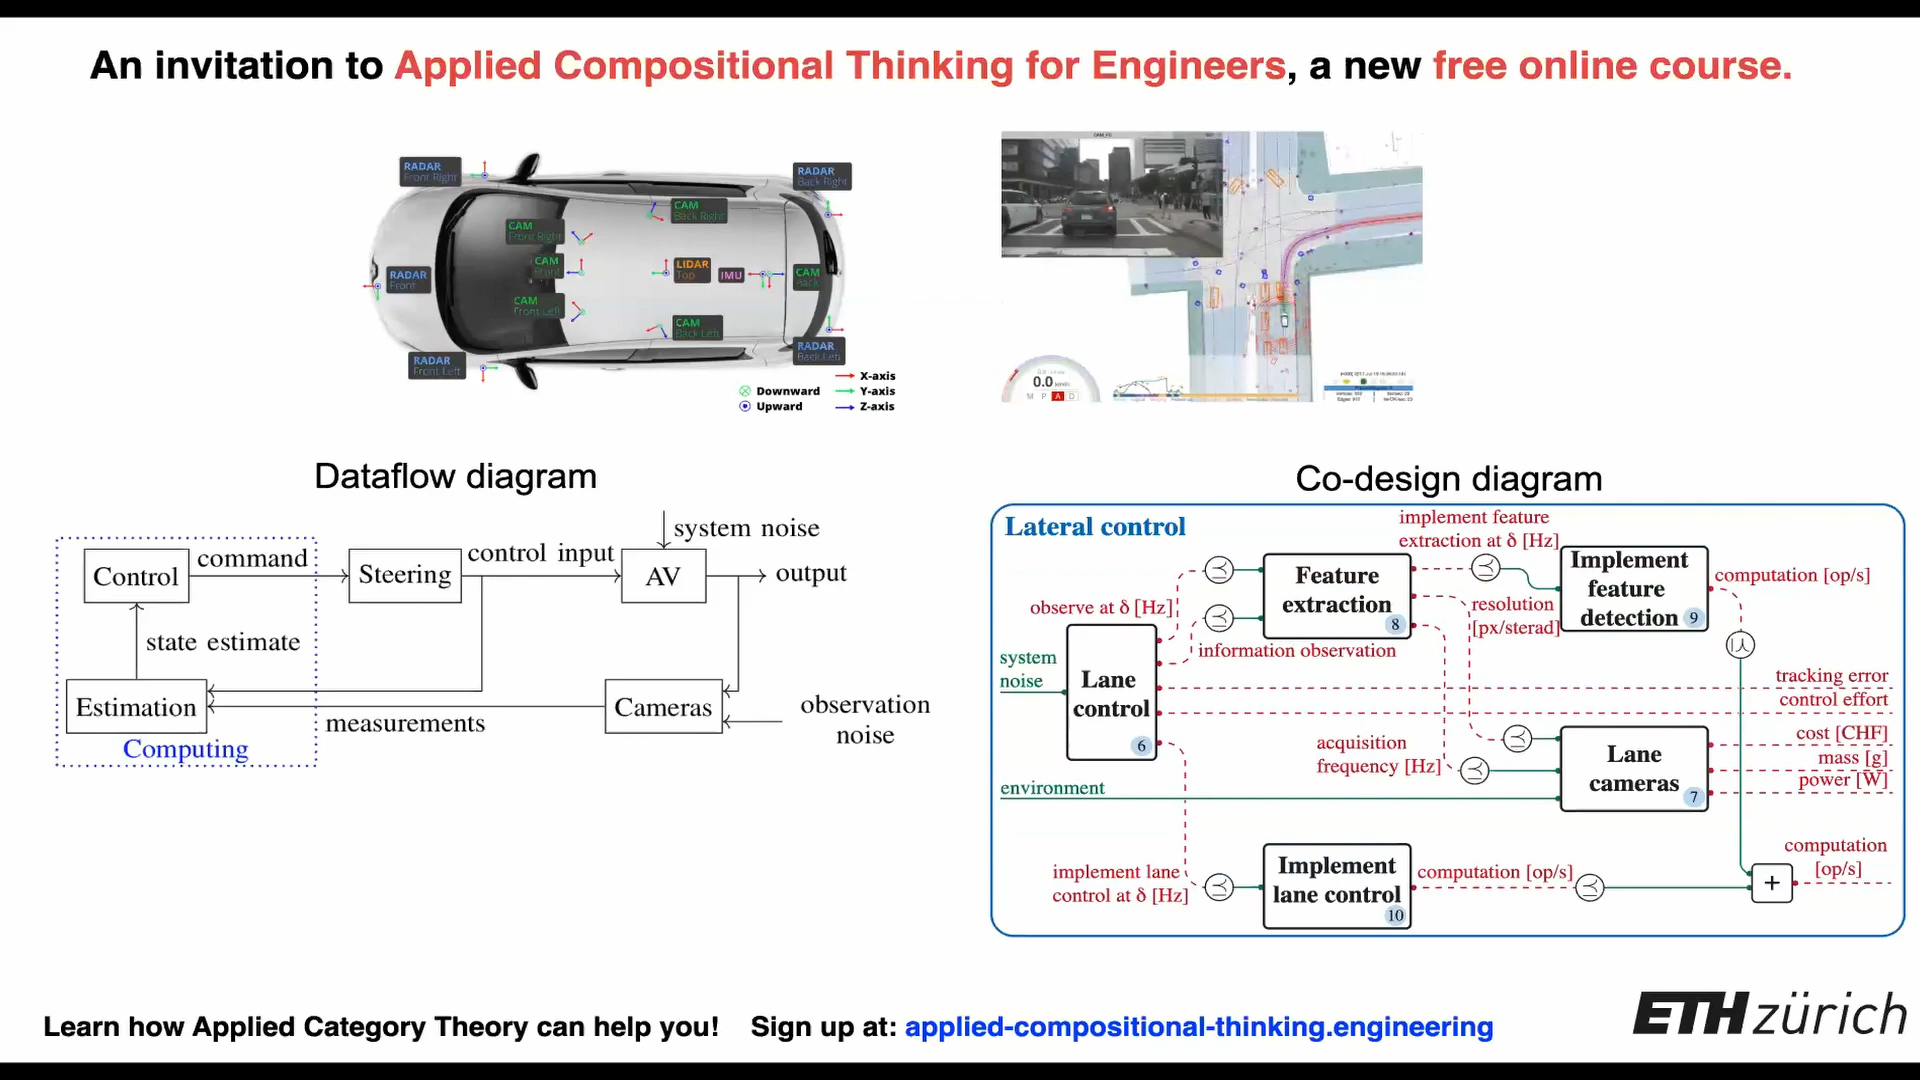 An invitation to Applied Compositional Thinking for Engineers, a new free online course.
RADAR
Front Right
RADAR
Back Right
CAM
Back Right
CAM
Front Right
CAM
Front
LIDAR
Top
IMU
CAM
Back
RADAR
Front
CAM
Front Left
CAM
Back Left
RADAR
Front Left
RADAR
Back Left
X-axis
Downward
Y-axis
Upward
Z-axis
0.0
M P A D
Dataflow diagram
system noise
Control
command
Steering
control input
AV
output
state estimate
Estimation
measurements
Cameras
observation
noise
Computing
Co-design diagram
Lateral control
implement feature
extraction at δ [Hz]
Feature
extraction
8
Implement
feature
detection
9
computation [op/s]
observe at δ [Hz]
resolution
[px/sterad]
information observation
system
noise
Lane
control
6
tracking error
control effort
acquisition
frequency [Hz]
Lane
cameras
7
cost [CHF]
mass [g]
power [W]
environment
implement lane
control at δ [Hz]
Implement
lane control
10
computation [op/s]
+
computation
[op/s]
Learn how Applied Category Theory can help you! Sign up at: applied-compositional-thinking.engineering
ETH zürich